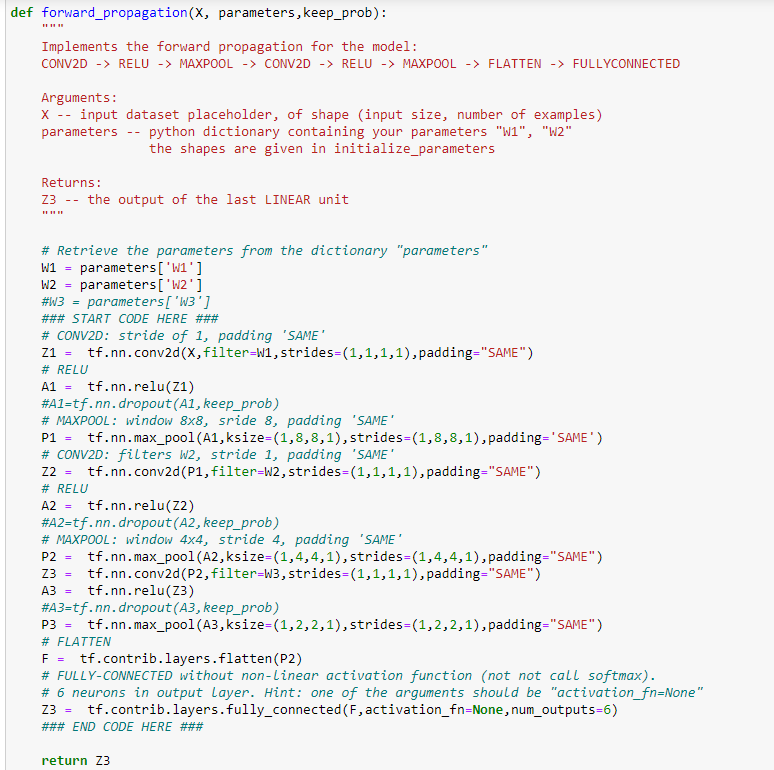 def forward_propagation(X, parameters,keep_prob):
"""
Implements the forward propagation for the model:
CONV2D -> RELU -> MAXPOOL -> CONV2D -> RELU -> MAXPOOL -> FLATTEN -> FULLYCONNECTED
Arguments:
X -- input dataset placeholder, of shape (input size, number of examples)
parameters -- python dictionary containing your parameters "W1", "W2"
the shapes are given in initialize_parameters
Returns:
Z3 -- the output of the last LINEAR unit
"""
# Retrieve the parameters from the dictionary "parameters"
W1 = parameters['W1']
W2 = parameters['W2']
#W3 = parameters['W3']
### START CODE HERE ###
# CONV2D: stride of 1, padding 'SAME'
Z1 =  tf.nn.conv2d(X,filter=W1,strides=(1,1,1,1),padding="SAME")
# RELU
A1 =  tf.nn.relu(Z1)
#A1=tf.nn.dropout(A1,keep_prob)
# MAXPOOL: window 8x8, sride 8, padding 'SAME'
P1 =  tf.nn.max_pool(A1,ksize=(1,8,8,1),strides=(1,8,8,1),padding='SAME')
# CONV2D: filters W2, stride 1, padding 'SAME'
Z2 =  tf.nn.conv2d(P1,filter=W2,strides=(1,1,1,1),padding="SAME")
# RELU
A2 =  tf.nn.relu(Z2)
#A2=tf.nn.dropout(A2,keep_prob)
# MAXPOOL: window 4x4, stride 4, padding 'SAME'
P2 =  tf.nn.max_pool(A2,ksize=(1,4,4,1),strides=(1,4,4,1),padding="SAME")
Z3 =  tf.nn.conv2d(P2,filter=W3,strides=(1,1,1,1),padding="SAME")
A3 =  tf.nn.relu(Z3)
#A3=tf.nn.dropout(A3,keep_prob)
P3 =  tf.nn.max_pool(A3,ksize=(1,2,2,1),strides=(1,2,2,1),padding="SAME")
# FLATTEN
F =  tf.contrib.layers.flatten(P2)
# FULLY-CONNECTED without non-linear activation function (not not call softmax).
# 6 neurons in output layer. Hint: one of the arguments should be "activation_fn=None"
Z3 =  tf.contrib.layers.fully_connected(F,activation_fn=None,num_outputs=6)
### END CODE HERE ###
return Z3